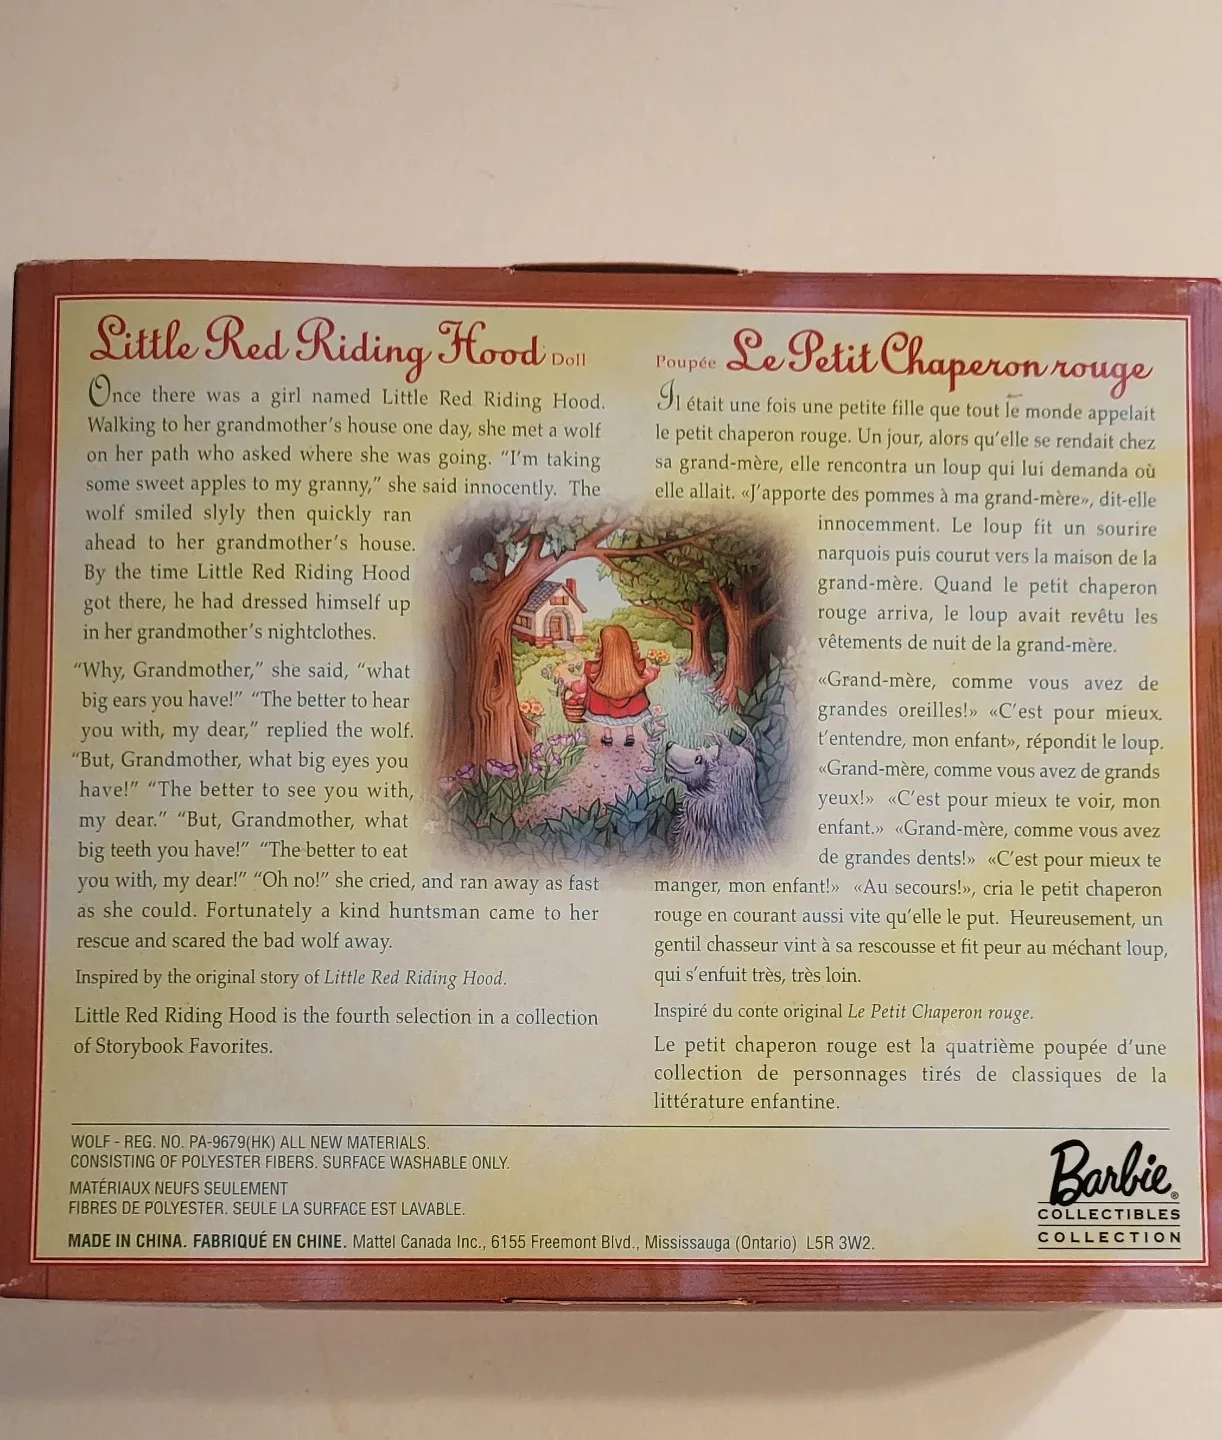 Little Red Riding Hood Doll
Once there was a girl named Little Red Riding Hood.
Walking to her grandmother's house one day, she met a wolf
on her path who asked where she was going. “I'm taking
some sweet apples to my granny,” she said innocently. The
wolf smiled slyly then quickly ran
ahead to her grandmother's house.
By the time Little Red Riding Hood
got there, he had dressed himself up
in her grandmother's nightclothes.
“Why, Grandmother,” she said, “what
big ears you have!” “The better to hear
you with, my dear,” replied the wolf.
“But, Grandmother, what big eyes you
have!” “The better to see you with,
my dear.” “But, Grandmother, what
big teeth you have!” “The better to eat
you with, my dear!” “Oh no!” she cried, and ran away as fast
as she could. Fortunately a kind huntsman came to her
rescue and scared the bad wolf away.
Inspired by the original story of Little Red Riding Hood.
Little Red Riding Hood is the fourth selection in a collection
of Storybook Favorites.
Poupée Le Petit Chaperon rouge
Il était une fois une petite fille que tout le monde appelait
le petit chaperon rouge. Un jour, alors qu'elle se rendait chez
sa grand-mère, elle rencontra un loup qui lui demanda où
elle allait. «J'apporte des pommes à ma grand-mère», dit-elle
innocemment. Le loup fit un sourire
narquois puis courut vers la maison de la
grand-mère. Quand le petit chaperon
rouge arriva, le loup avait revêtu les
vêtements de nuit de la grand-mère.
«Grand-mère, comme vous avez de
grandes oreilles!» «C'est pour mieux
t'entendre, mon enfant», répondit le loup.
«Grand-mère, comme vous avez de grands
yeux!» «C'est pour mieux te voir, mon
enfant.» «Grand-mère, comme vous avez
de grandes dents!» «C'est pour mieux te
manger, mon enfant!» «Au secours!», cria le petit chaperon
rouge en courant aussi vite qu'elle le put. Heureusement, un
gentil chasseur vint à sa rescousse et fit peur au méchant loup,
qui s'enfuit très, très loin.
Inspiré du conte original Le Petit Chaperon rouge.
Le petit chaperon rouge est la quatrième poupée d'une
collection de personnages tirés de classiques de la
littérature enfantine.
WOLF - REG. NO. PA-9679(HK) ALL NEW MATERIALS.
CONSISTING OF POLYESTER FIBERS. SURFACE WASHABLE ONLY.
MATÉRIAUX NEUFS SEULEMENT
FIBRES DE POLYESTER. SEULE LA SURFACE EST LAVABLE.
MADE IN CHINA. FABRIQUÉ EN CHINE. Mattel Canada Inc., 6155 Freemont Blvd., Mississauga (Ontario) L5R 3W2.
Barbie®
COLLECTIBLES
COLLECTION